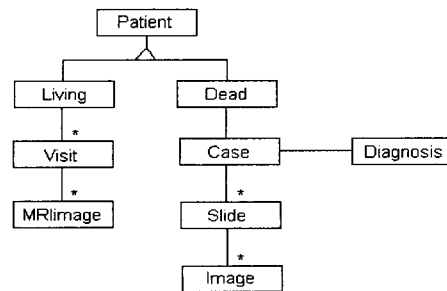 Patient
Living
Dead
*
Visit
Case
Diagnosis
*
*
MRIimage
Slide
*
Image